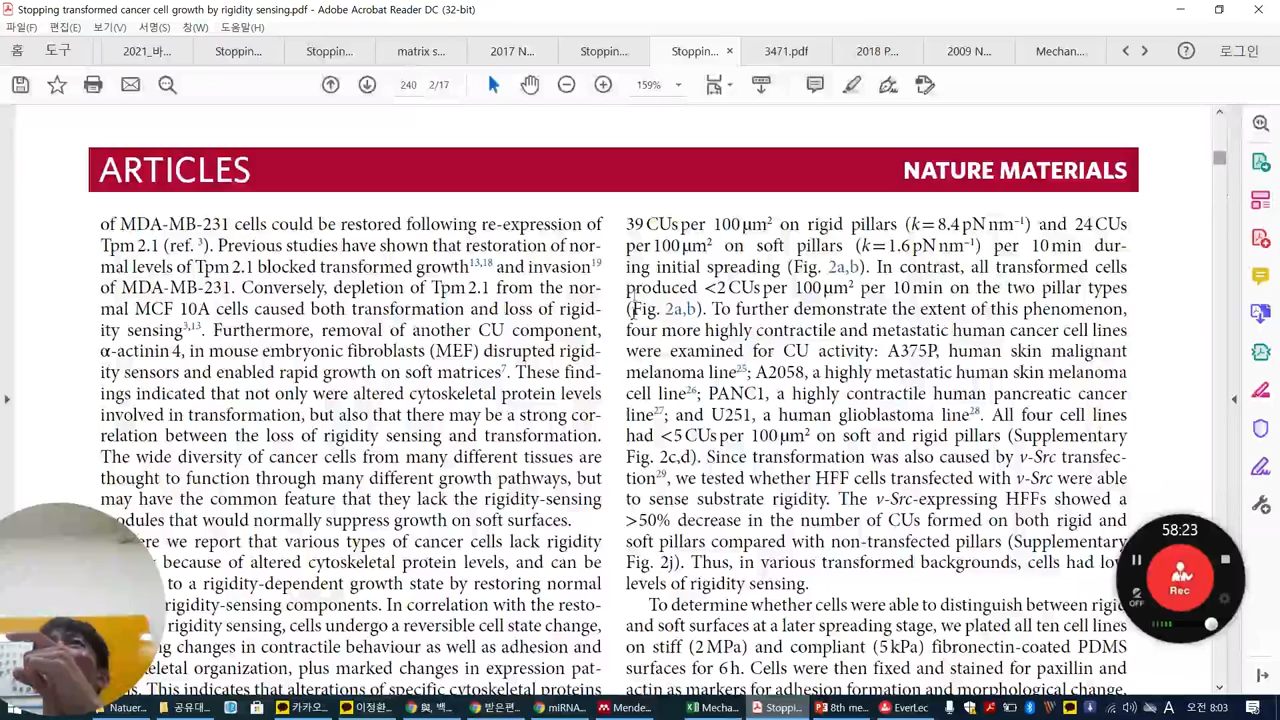 Stopping transformed cancer cell growth by rigidity sensing.pdf - Adobe Acrobat Reader DC (32-bit)
파일(F) 편집(E) 보기(V) 서명(S) 창(W) 도움말(H)
홈 도구 2021_바... Stoppin... Stoppin... matrix s... 2017 N... Stoppin... Stoppin... × 3471.pdf 2018 P... 2009 N... Mechan... 로그인
240 2/17 159%
ARTICLES
NATURE MATERIALS
of MDA-MB-231 cells could be restored following re-expression of
Tpm 2.1 (ref. 3). Previous studies have shown that restoration of nor-
mal levels of Tpm 2.1 blocked transformed growth13,18 and invasion19
of MDA-MB-231. Conversely, depletion of Tpm 2.1 from the nor-
mal MCF 10A cells caused both transformation and loss of rigid-
ity sensing3,13. Furthermore, removal of another CU component,
α-actinin 4, in mouse embryonic fibroblasts (MEF) disrupted rigid-
ity sensors and enabled rapid growth on soft matrices7. These find-
ings indicated that not only were altered cytoskeletal protein levels
involved in transformation, but also that there may be a strong cor-
relation between the loss of rigidity sensing and transformation.
The wide diversity of cancer cells from many different tissues are
thought to function through many different growth pathways, but
may have the common feature that they lack the rigidity-sensing
modules that would normally suppress growth on soft surfaces.
ere we report that various types of cancer cells lack rigidity
because of altered cytoskeletal protein levels, and can be
to a rigidity-dependent growth state by restoring normal
rigidity-sensing components. In correlation with the resto-
rigidity sensing, cells undergo a reversible cell state change,
ng changes in contractile behaviour as well as adhesion and
etal organization, plus marked changes in expression pat-
This indicates that alterations of specific cytoskeletal proteins
39 CUs per 100 μm² on rigid pillars (k = 8.4 pN nm⁻¹) and 24 CUs
per 100 μm² on soft pillars (k = 1.6 pN nm⁻¹) per 10 min dur-
ing initial spreading (Fig. 2a,b). In contrast, all transformed cells
produced <2 CUs per 100 μm² per 10 min on the two pillar types
(Fig. 2a,b). To further demonstrate the extent of this phenomenon,
four more highly contractile and metastatic human cancer cell lines
were examined for CU activity: A375P, human skin malignant
melanoma line25; A2058, a highly metastatic human skin melanoma
cell line26; PANC1, a highly contractile human pancreatic cancer
line27; and U251, a human glioblastoma line28. All four cell lines
had <5 CUs per 100 μm² on soft and rigid pillars (Supplementary
Fig. 2c,d). Since transformation was also caused by v-Src transfec-
tion29, we tested whether HFF cells transfected with v-Src were able
to sense substrate rigidity. The v-Src-expressing HFFs showed a
>50% decrease in the number of CUs formed on both rigid and
soft pillars compared with non-transfected pillars (Supplementary
Fig. 2j). Thus, in various transformed backgrounds, cells had lo
levels of rigidity sensing.
To determine whether cells were able to distinguish between rigi
and soft surfaces at a later spreading stage, we plated all ten cell lines
on stiff (2 MPa) and compliant (5 kPa) fibronectin-coated PDMS
surfaces for 6 h. Cells were then fixed and stained for paxillin and
actin as markers for adhesion formation and morphological change,
58:23
Rec
OFF
Natuer... 공유대... 카카오... 이정환... 與, 백... 받은편... miRNA... Mende... Mecha... Stoppi... 8th me... EverLec A 오후 8:03